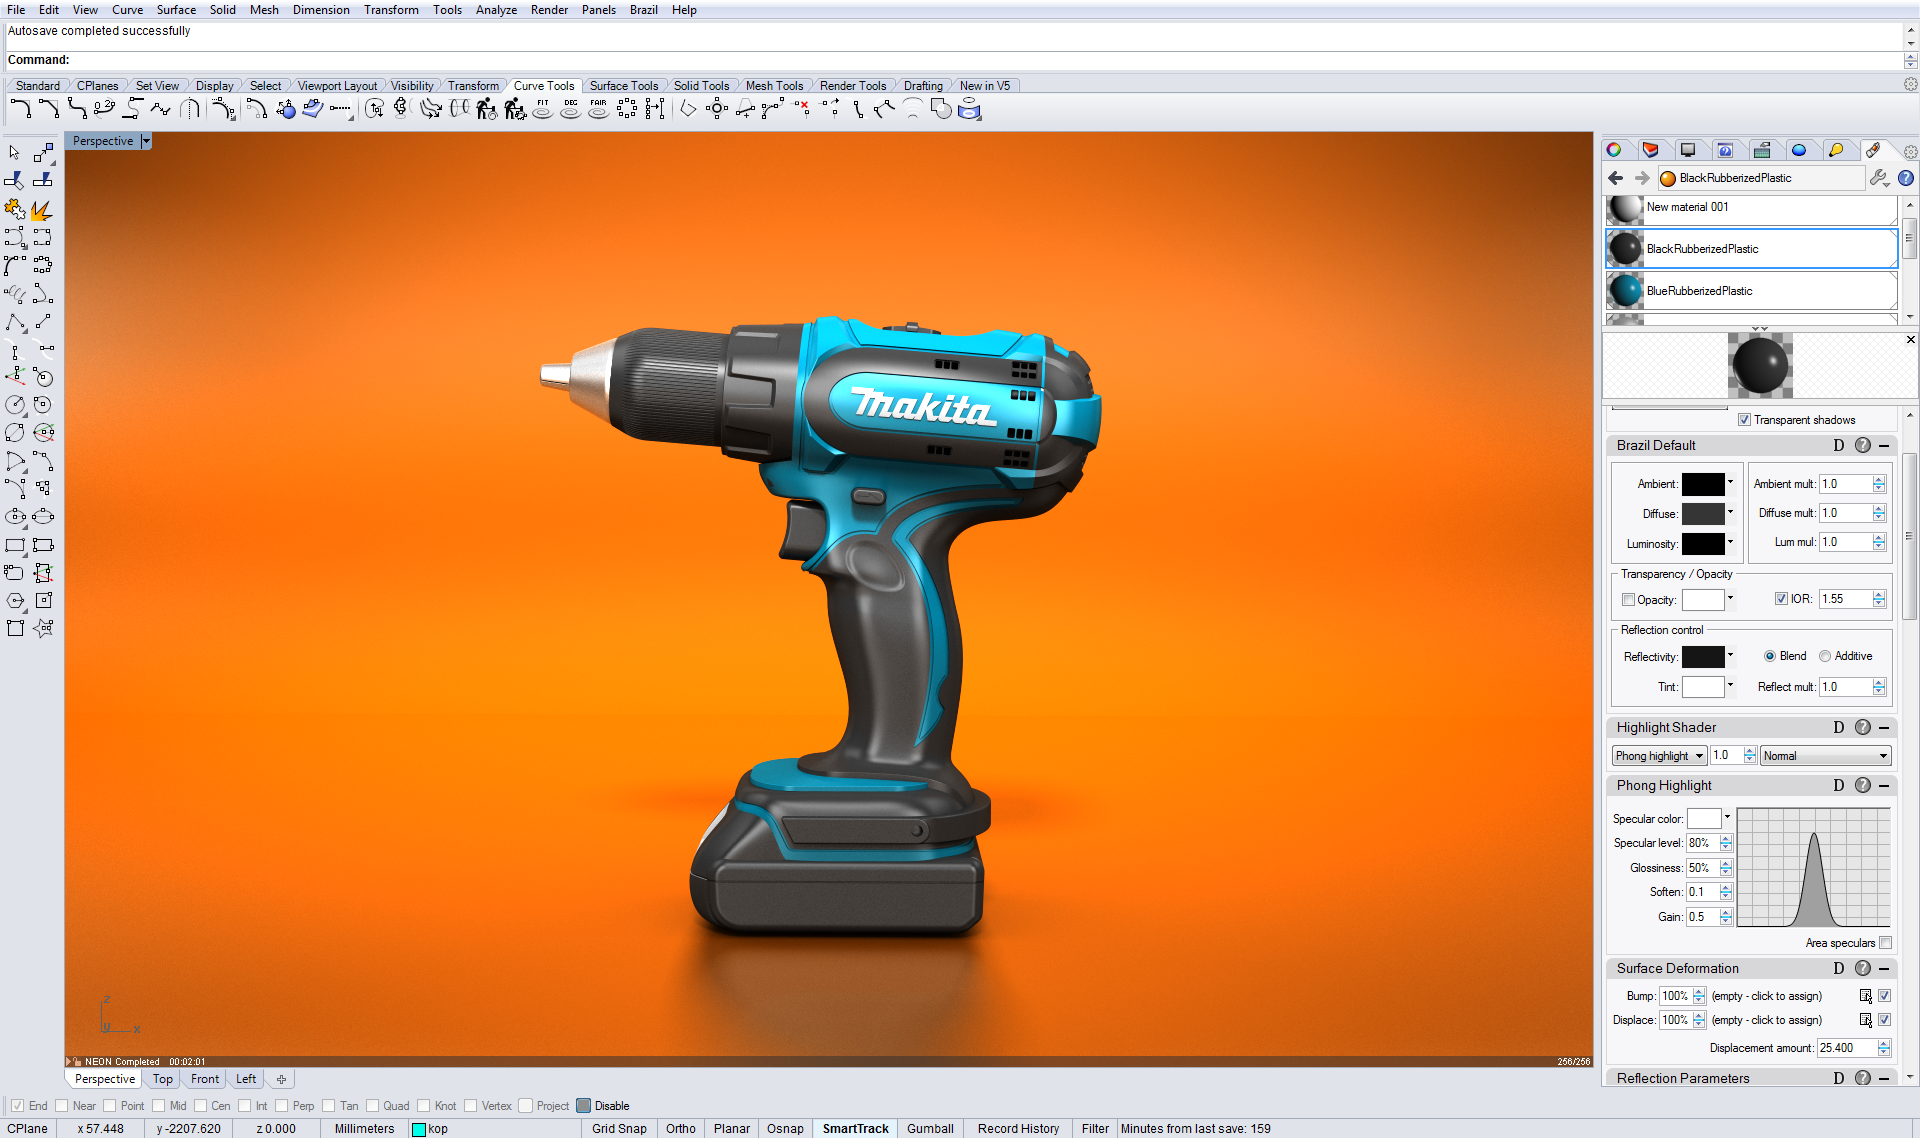 File Edit View Curve Surface Solid Mesh Dimension Transform Tools Analyze Render Panels Brazil Help
Autosave completed successfully
Command:
Standard CPlanes Set View Display Select Viewport Layout Visibility Transform Curve Tools Surface Tools Solid Tools Mesh Tools Render Tools Drafting New in V5
FIT DEG FAIR
Perspective
BlackRubberizedPlastic
New material 001
BlackRubberizedPlastic
BlueRubberizedPlastic
makita
Transparent shadows
Brazil Default D ?
Ambient: Ambient mult: 1.0
Diffuse: Diffuse mult: 1.0
Luminosity: Lum mul: 1.0
Transparency / Opacity
Opacity: IOR: 1.55
Reflection control
Reflectivity: Blend Additive
Tint: Reflect mult: 1.0
Highlight Shader D ?
Phong highlight 1.0 Normal
Phong Highlight D ?
Specular color:
Specular level: 80%
Glossiness: 50%
Soften: 0.1
Gain: 0.5
Area speculars
Surface Deformation D ?
Bump: 100% (empty - click to assign)
Displace: 100% (empty - click to assign)
Displacement amount: 25.400
Reflection Parameters D ?
z
y x
NEON Completed 00:02:01 256/256
Perspective Top Front Left
End Near Point Mid Cen Int Perp Tan Quad Knot Vertex Project Disable
CPlane x 57.448 y -2207.620 z 0.000 Millimeters kop Grid Snap Ortho Planar Osnap SmartTrack Gumball Record History Filter Minutes from last save: 159